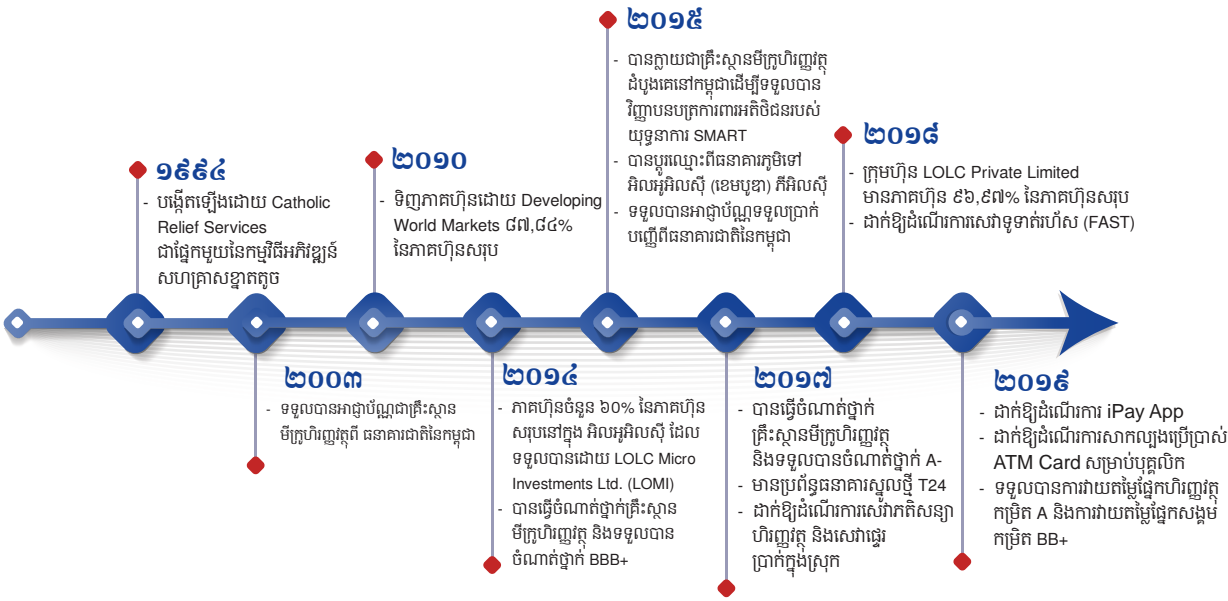 ១៩៩៤
- បង្កើតឡើងដោយ Catholic
Relief Services
ជាផ្នែកមួយនៃកម្មវិធីអភិវឌ្ឍន៍
សហគ្រាសខ្នាតតូច
២០០៣
- ទទួលបានអាជ្ញាប័ណ្ណជាគ្រឹះស្ថាន
មីក្រូហិរញ្ញវត្ថុពី ធនាគារជាតិនៃកម្ពុជា
២០១០
- ទិញភាគហ៊ុនដោយ Developing
World Markets ៨៧,៨៤%
នៃភាគហ៊ុនសរុប
២០១៤
- ភាគហ៊ុនចំនួន ៦០% នៃភាគហ៊ុន
សរុបនៅក្នុង អិលអូអិលស៊ី ដែល
ទទួលបានដោយ LOLC Micro
Investments Ltd. (LOMI)
- បានធ្វើចំណាត់ថ្នាក់គ្រឹះស្ថាន
មីក្រូហិរញ្ញវត្ថុ និងទទួលបាន
ចំណាត់ថ្នាក់ BBB+
២០១៥
- បានក្លាយជាគ្រឹះស្ថានមីក្រូហិរញ្ញវត្ថុ
ដំបូងគេនៅកម្ពុជាដើម្បីទទួលបាន
វិញ្ញាបនបត្រការពារអតិថិជនរបស់
យុទ្ធនាការ SMART
- បានប្តូរឈ្មោះពីធនាគារភូមិទៅ
អិលអូអិលស៊ី (ខេមបូឌា) ភីអិលស៊ី
- ទទួលបានអាជ្ញាប័ណ្ណទទួលប្រាក់
បញ្ញើពីធនាគារជាតិនៃកម្ពុជា
២០១៧
- បានធ្វើចំណាត់ថ្នាក់
គ្រឹះស្ថានមីក្រូហិរញ្ញវត្ថុ
និងទទួលបានចំណាត់ថ្នាក់ A-
- មានប្រព័ន្ធធនាគារស្នូលថ្មី T24
- ដាក់ឱ្យដំណើរការសេវាភតិសន្យា
ហិរញ្ញវត្ថុ និងសេវាផ្ទេរ
ប្រាក់ក្នុងស្រុក
២០១៨
- ក្រុមហ៊ុន LOLC Private Limited
មានភាគហ៊ុន ៩៦,៩៧% នៃភាគហ៊ុនសរុប
- ដាក់ឱ្យដំណើរការសេវាទូទាត់រហ័ស (FAST)
២០១៩
- ដាក់ឱ្យដំណើរការ iPay App
- ដាក់ឱ្យដំណើរការសាកល្បងប្រើប្រាស់
ATM Card សម្រាប់បុគ្គលិក
- ទទួលបានការវាយតម្លៃផ្នែកហិរញ្ញវត្ថុ
កម្រិត A និងការវាយតម្លៃផ្នែកសង្គម
កម្រិត BB+